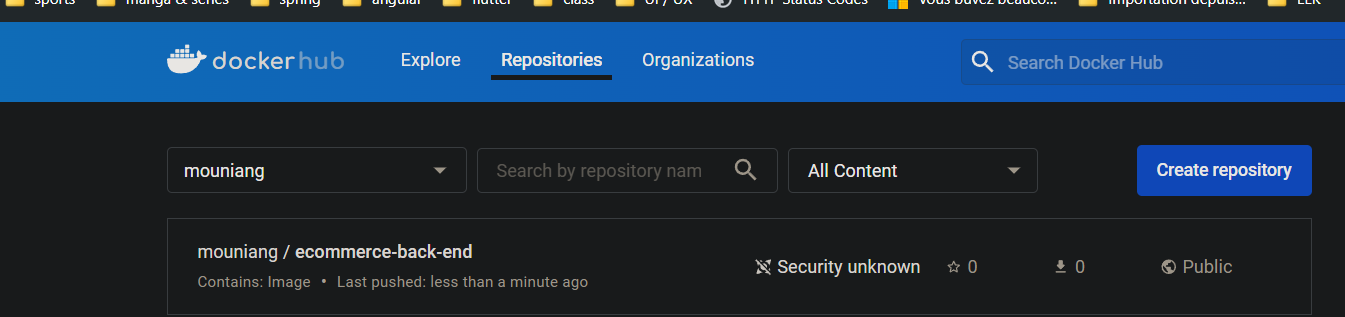 sports manga & series spring angular flutter class UI / UX HTTP Status Codes Vous buvez beauco... Importation depuis... LEK
docker hub Explore Repositories Organizations Search Docker Hub
mouniang Search by repository nam All Content Create repository
mouniang / ecommerce-back-end
Security unknown 0 0 Public
Contains: Image • Last pushed: less than a minute ago